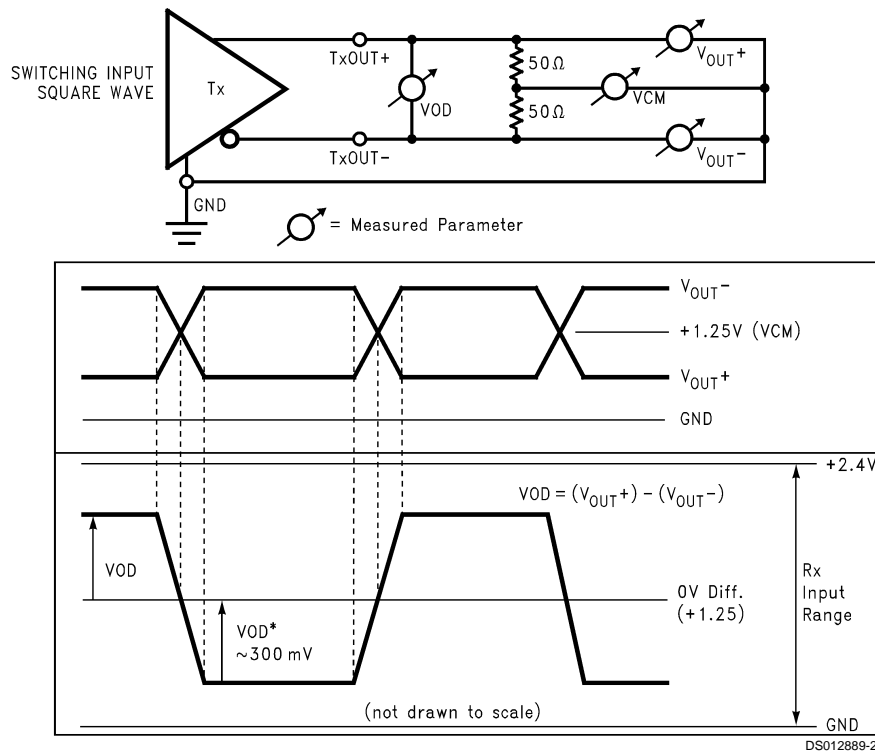 SWITCHING INPUT
SQUARE WAVE
Tx
TxOUT+
TxOUT-
VOD
50Ω
50Ω
VCM
VOUT+
VOUT-
GND
= Measured Parameter
VOUT-
+1.25V (VCM)
VOUT+
GND
+2.4V
VOD = (VOUT+) - (VOUT-)
VOD
VOD*
~300 mV
0V Diff.
(+1.25)
Rx
Input
Range
(not drawn to scale)
GND
DS012889-2